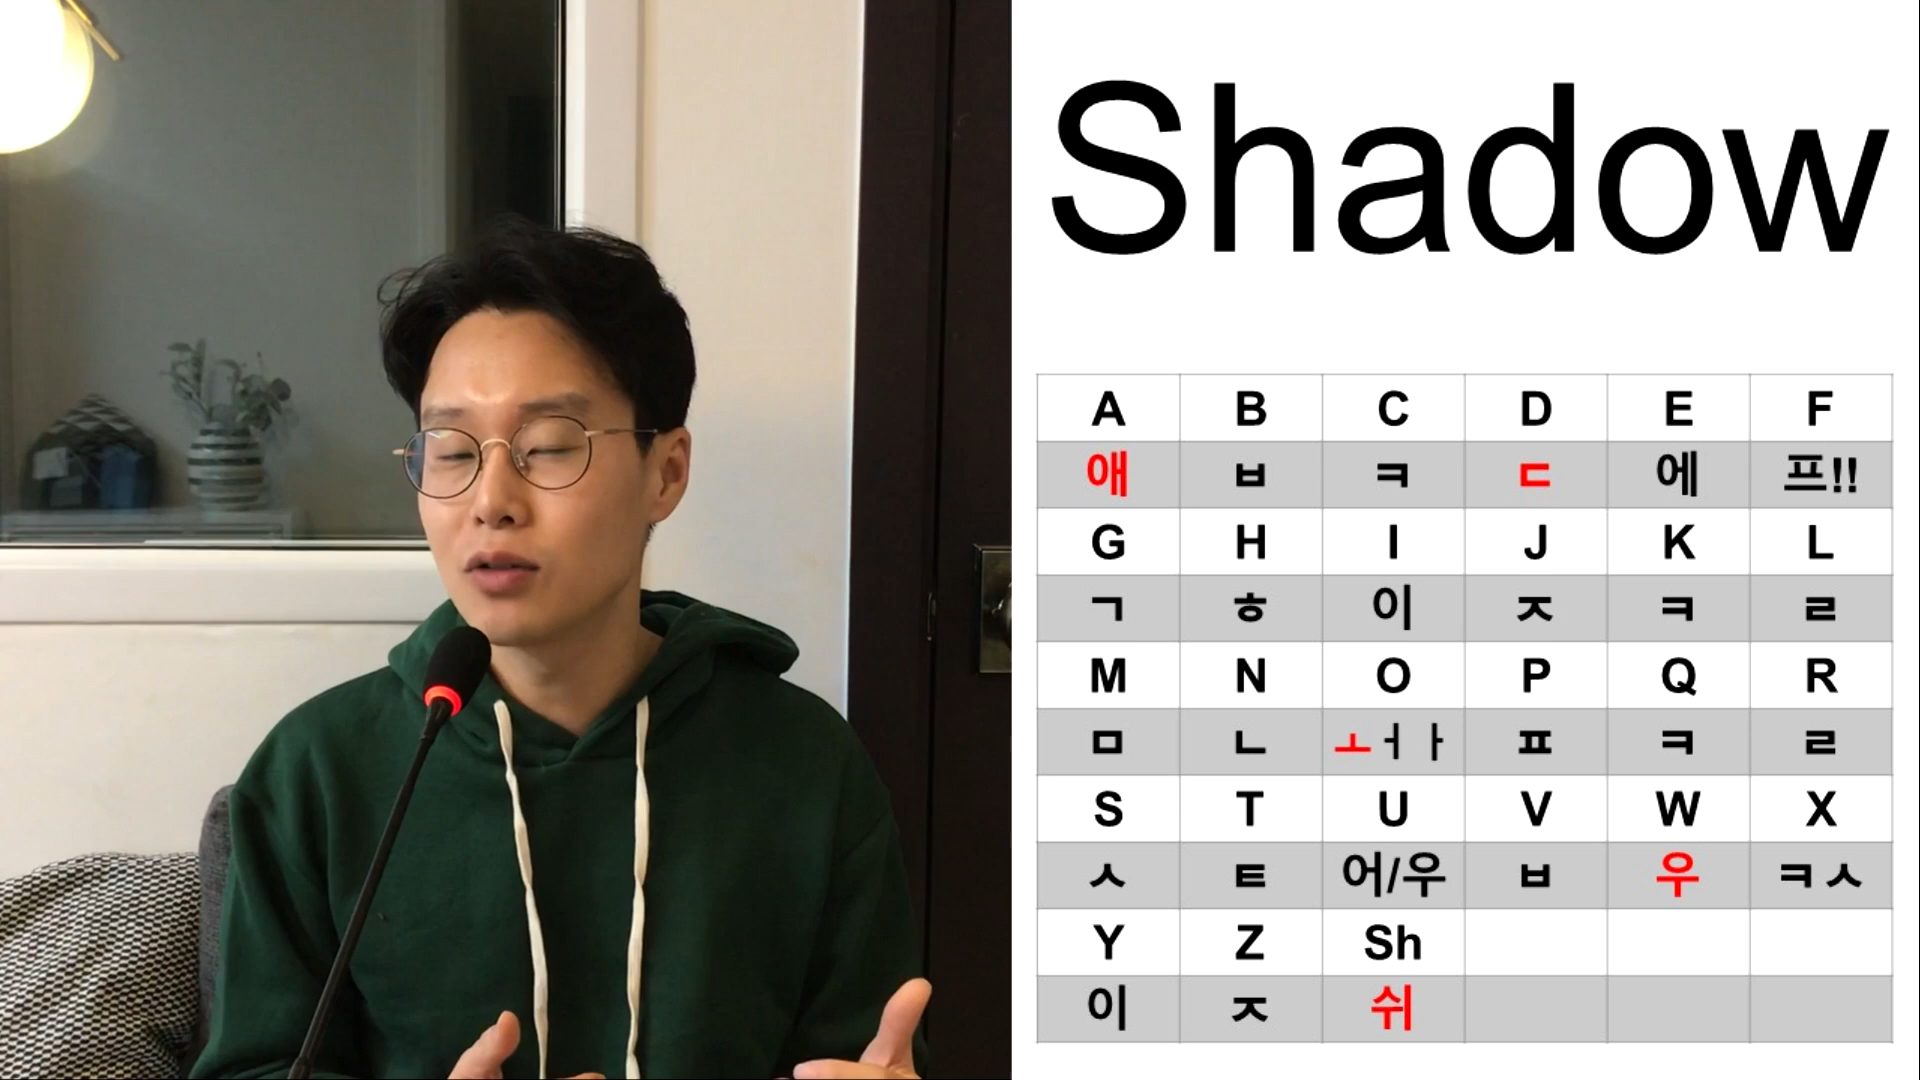 Shadow
A B C D E F
애 ㅂ ㅋ ㄷ 에 프!!
G H I J K L
ㄱ ㅎ 이 ㅈ ㅋ ㄹ
M N O P Q R
ㅁ ㄴ ㅗㅓㅏ ㅍ ㅋ ㄹ
S T U V W X
ㅅ ㅌ 어/우 ㅂ 우 ㅋㅅ
Y Z Sh
이 ㅈ 쉬